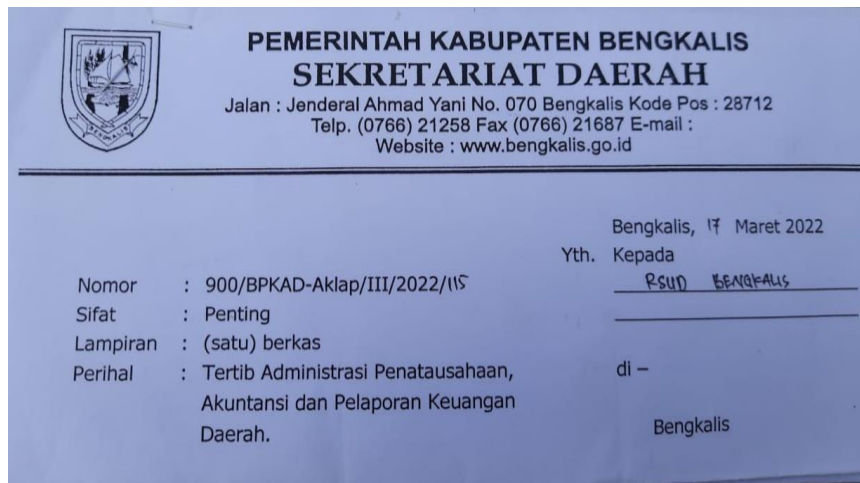 PEMERINTAH KABUPATEN BENGKALIS
SEKRETARIAT DAERAH
Jalan : Jenderal Ahmad Yani No. 070 Bengkalis Kode Pos : 28712
Telp. (0766) 21258 Fax (0766) 21687 E-mail :
Website : www.bengkalis.go.id
BENGKALIS
Bengkalis, 17 Maret 2022
Yth. Kepada
RSUD BENGKALIS
Nomor : 900/BPKAD-Aklap/III/2022/115
Sifat : Penting
Lampiran : (satu) berkas
Perihal : Tertib Administrasi Penatausahaan,
Akuntansi dan Pelaporan Keuangan
Daerah.
di –
Bengkalis